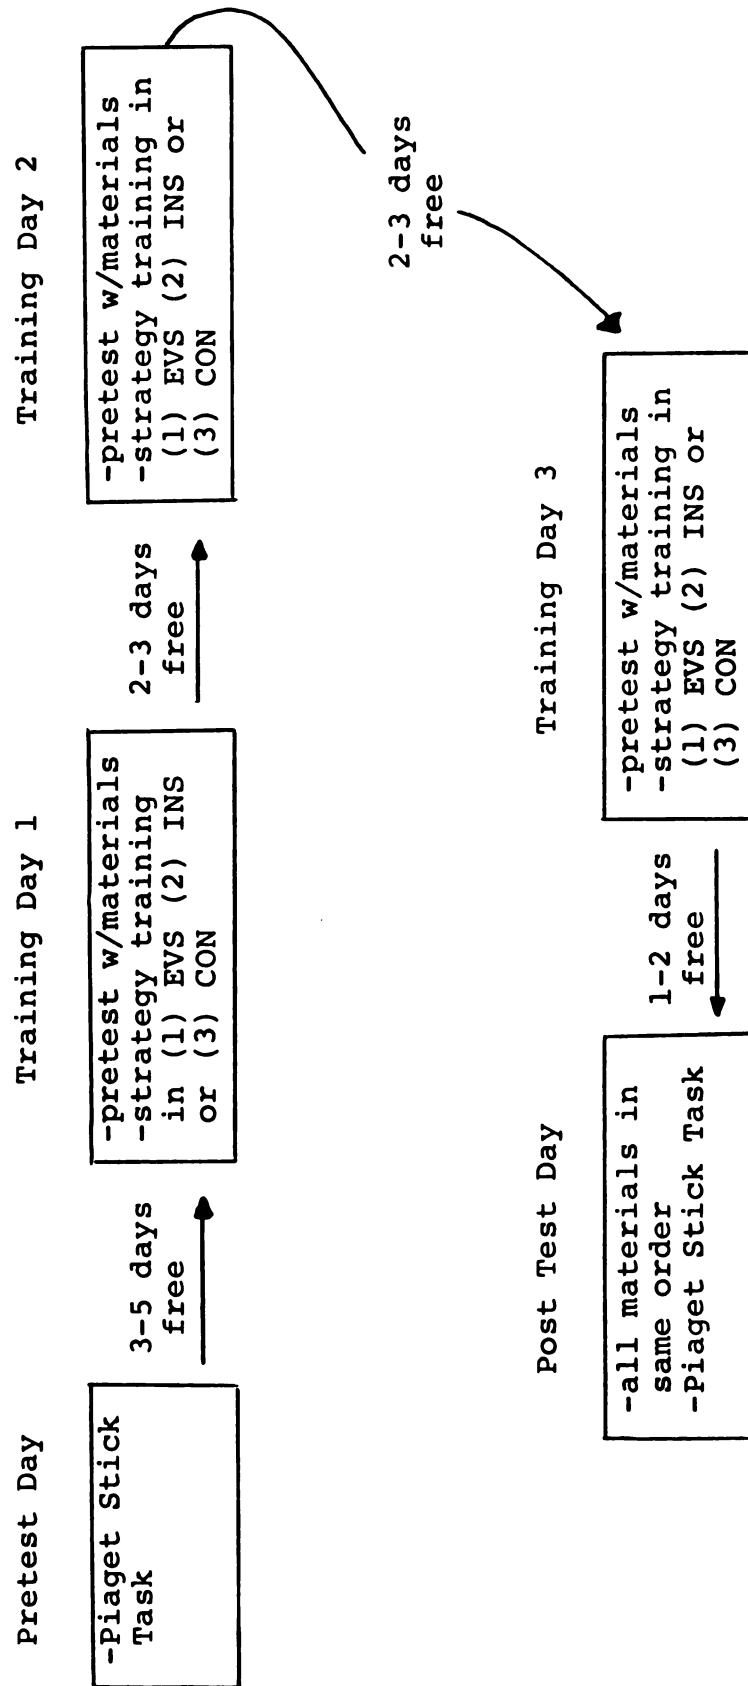 Pretest Day
-Piaget Stick
Task
3-5 days
free
Training Day 1
-pretest w/materials
-strategy training
in (1) EVS (2) INS
or (3) CON
2-3 days
free
Training Day 2
-pretest w/materials
-strategy training in
(1) EVS (2) INS or
(3) CON
2-3 days
free
Training Day 3
-pretest w/materials
-strategy training in
(1) EVS (2) INS or
(3) CON
1-2 days
free
Post Test Day
-all materials in
same order
-Piaget Stick Task